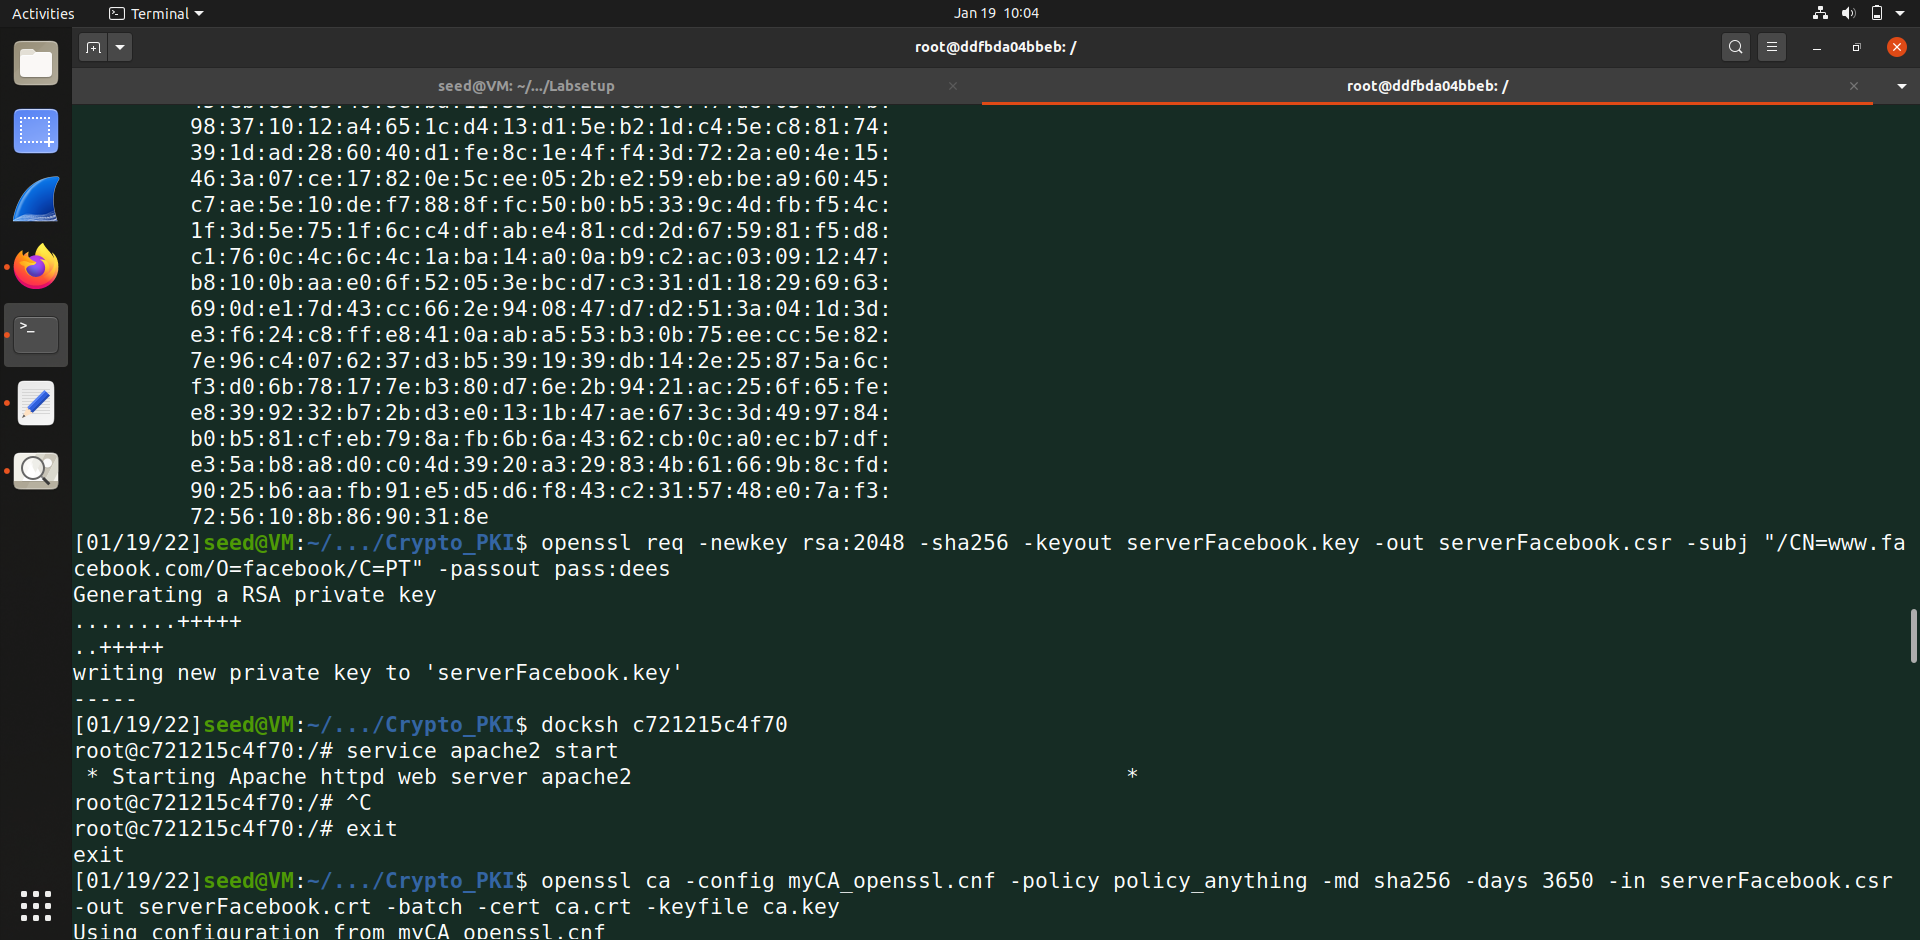 Activities
Terminal
Jan 19 10:04
root@ddfbda04bbeb: /
seed@VM: ~/.../Labsetup
root@ddfbda04bbeb: /
98:37:10:12:a4:65:1c:d4:13:d1:5e:b2:1d:c4:5e:c8:81:74:
39:1d:ad:28:60:40:d1:fe:8c:1e:4f:f4:3d:72:2a:e0:4e:15:
46:3a:07:ce:17:82:0e:5c:ee:05:2b:e2:59:eb:be:a9:60:45:
c7:ae:5e:10:de:f7:88:8f:fc:50:b0:b5:33:9c:4d:fb:f5:4c:
1f:3d:5e:75:1f:6c:c4:df:ab:e4:81:cd:2d:67:59:81:f5:d8:
c1:76:0c:4c:6c:4c:1a:ba:14:a0:0a:b9:c2:ac:03:09:12:47:
b8:10:0b:aa:e0:6f:52:05:3e:bc:d7:c3:31:d1:18:29:69:63:
69:0d:e1:7d:43:cc:66:2e:94:08:47:d7:d2:51:3a:04:1d:3d:
e3:f6:24:c8:ff:e8:41:0a:ab:a5:53:b3:0b:75:ee:cc:5e:82:
7e:96:c4:07:62:37:d3:b5:39:19:39:db:14:2e:25:87:5a:6c:
f3:d0:6b:78:17:7e:b3:80:d7:6e:2b:94:21:ac:25:6f:65:fe:
e8:39:92:32:b7:2b:d3:e0:13:1b:47:ae:67:3c:3d:49:97:84:
b0:b5:81:cf:eb:79:8a:fb:6b:6a:43:62:cb:0c:a0:ec:b7:df:
e3:5a:b8:a8:d0:c0:4d:39:20:a3:29:83:4b:61:66:9b:8c:fd:
90:25:b6:aa:fb:91:e5:d5:d6:f8:43:c2:31:57:48:e0:7a:f3:
72:56:10:8b:86:90:31:8e
[01/19/22]seed@VM:~/.../Crypto_PKI$ openssl req -newkey rsa:2048 -sha256 -keyout serverFacebook.key -out serverFacebook.csr -subj "/CN=www.fa
cebook.com/O=facebook/C=PT" -passout pass:dees
Generating a RSA private key
........+++++
..+++++
writing new private key to 'serverFacebook.key'
-----
[01/19/22]seed@VM:~/.../Crypto_PKI$ docksh c721215c4f70
root@c721215c4f70:/# service apache2 start
 * Starting Apache httpd web server apache2 *
root@c721215c4f70:/# ^C
root@c721215c4f70:/# exit
exit
[01/19/22]seed@VM:~/.../Crypto_PKI$ openssl ca -config myCA_openssl.cnf -policy policy_anything -md sha256 -days 3650 -in serverFacebook.csr
-out serverFacebook.crt -batch -cert ca.crt -keyfile ca.key
Using configuration from myCA_openssl.cnf